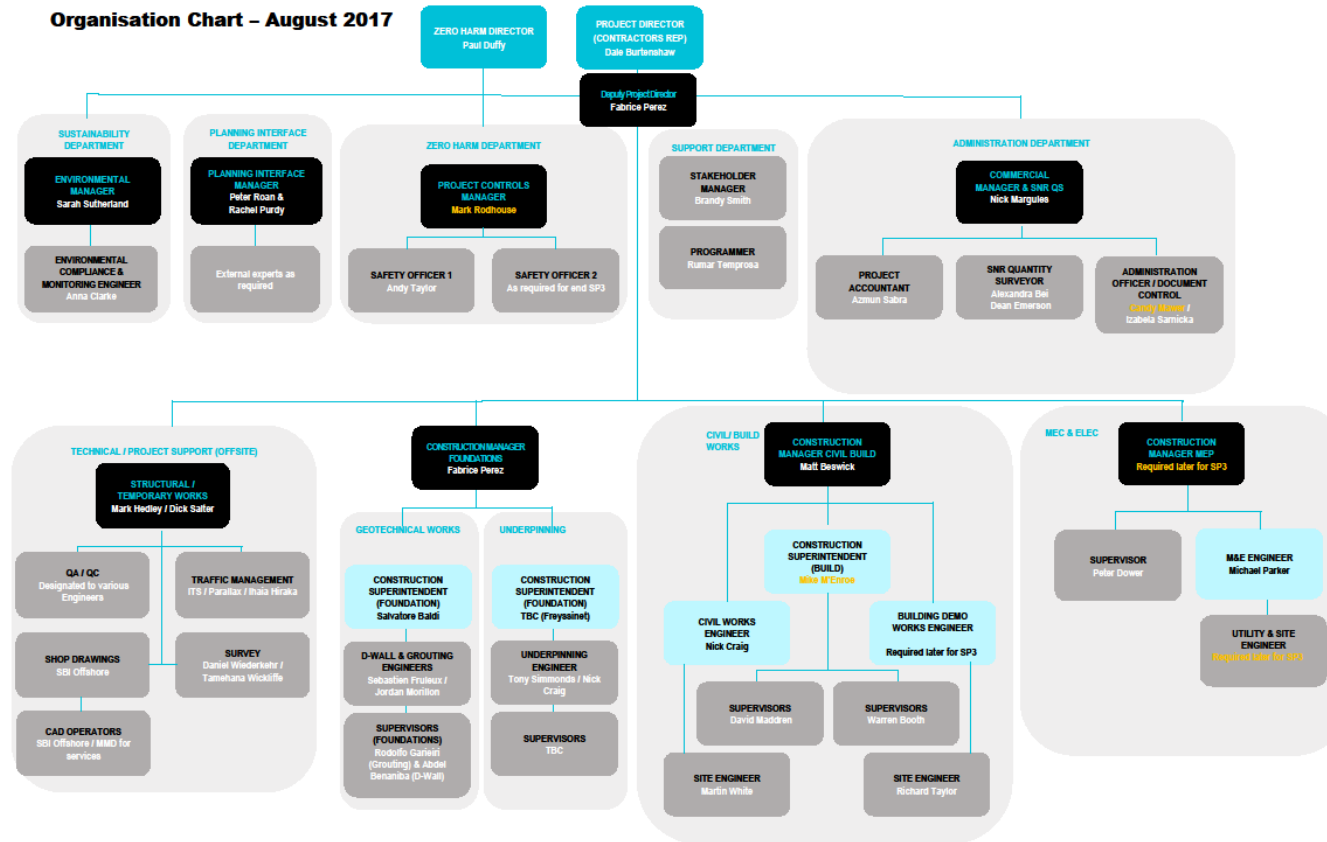 Organisation Chart – August 2017
ZERO HARM DIRECTOR
Paul Duffy
PROJECT DIRECTOR
(CONTRACTORS REP)
Dale Burtenshaw
Deputy Project Director
Fabrice Perez
SUSTAINABILITY
DEPARTMENT
ENVIRONMENTAL
MANAGER
Sarah Sutherland
ENVIRONMENTAL
COMPLIANCE &
MONITORING ENGINEER
Anna Clarke
PLANNING INTERFACE
DEPARTMENT
PLANNING INTERFACE
MANAGER
Peter Roan &
Rachel Purdy
External experts as
required
ZERO HARM DEPARTMENT
PROJECT CONTROLS
MANAGER
Mark Rodhouse
SAFETY OFFICER 1
Andy Taylor
SAFETY OFFICER 2
As required for end SP3
SUPPORT DEPARTMENT
STAKEHOLDER
MANAGER
Brandy Smith
PROGRAMMER
Rumar Temprosa
ADMINISTRATION DEPARTMENT
COMMERCIAL
MANAGER & SNR QS
Nick Margules
PROJECT
ACCOUNTANT
Azmun Sabra
SNR QUANTITY
SURVEYOR
Alexandra Bei
Dean Emerson
ADMINISTRATION
OFFICER / DOCUMENT
CONTROL
Candy Mawer /
Izabela Samicka
TECHNICAL / PROJECT SUPPORT (OFFSITE)
STRUCTURAL /
TEMPORARY WORKS
Mark Hedley / Dick Salter
QA / QC
Designated to various
Engineers
TRAFFIC MANAGEMENT
ITS / Parallax / Ihaia Hiraka
SHOP DRAWINGS
SBI Offshore
SURVEY
Daniel Wiederkehr /
Tamehana Wickliffe
CAD OPERATORS
SBI Offshore / MMD for
services
CONSTRUCTION MANAGER
FOUNDATIONS
Fabrice Perez
GEOTECHNICAL WORKS
CONSTRUCTION
SUPERINTENDENT
(FOUNDATION)
Salvatore Baldi
D-WALL & GROUTING
ENGINEERS
Sebastien Fruleux /
Jordan Morillon
SUPERVISORS
(FOUNDATIONS)
Rodolfo Garieiri
(Grouting) & Abdel
Benaniba (D-Wall)
UNDERPINNING
CONSTRUCTION
SUPERINTENDENT
(FOUNDATION)
TBC (Freyssinet)
UNDERPINNING
ENGINEER
Tony Simmonds / Nick
Craig
SUPERVISORS
TBC
CIVIL/ BUILD
WORKS
CONSTRUCTION
MANAGER CIVIL BUILD
Matt Beswick
CONSTRUCTION
SUPERINTENDENT
(BUILD)
Mike M'Enroe
CIVIL WORKS
ENGINEER
Nick Craig
BUILDING DEMO
WORKS ENGINEER
Required later for SP3
SUPERVISORS
David Maddren
SUPERVISORS
Warren Booth
SITE ENGINEER
Martin White
SITE ENGINEER
Richard Taylor
MEC & ELEC
CONSTRUCTION
MANAGER MEP
Required later for SP3
SUPERVISOR
Peter Dower
M&E ENGINEER
Michael Parker
UTILITY & SITE
ENGINEER
Required later for SP3